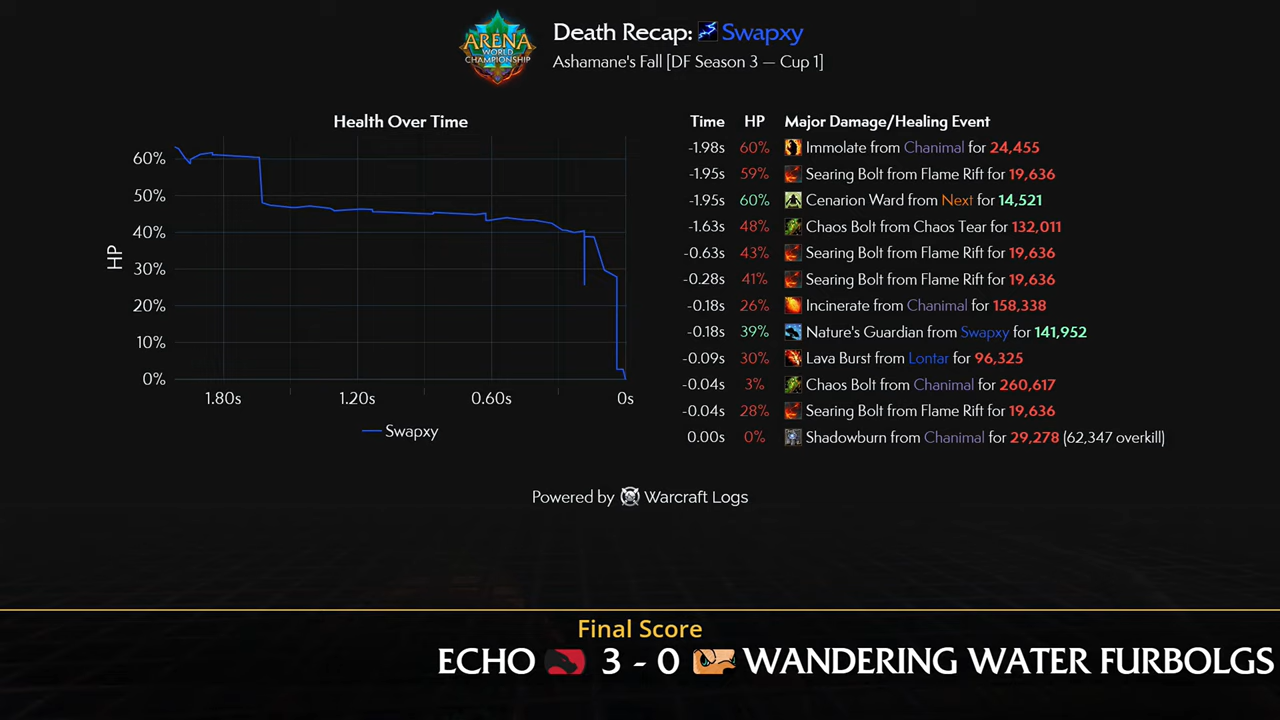 ARENA
WORLD
CHAMPIONSHIP
Death Recap: Swapxy
Ashamane's Fall [DF Season 3 — Cup 1]
Health Over Time
HP
60%
50%
40%
30%
20%
10%
0%
1.80s 1.20s 0.60s 0s
Swapxy
Time HP Major Damage/Healing Event
-1.98s 60% Immolate from Chanimal for 24,455
-1.95s 59% Searing Bolt from Flame Rift for 19,636
-1.95s 60% Cenarion Ward from Next for 14,521
-1.63s 48% Chaos Bolt from Chaos Tear for 132,011
-0.63s 43% Searing Bolt from Flame Rift for 19,636
-0.28s 41% Searing Bolt from Flame Rift for 19,636
-0.18s 26% Incinerate from Chanimal for 158,338
-0.18s 39% Nature's Guardian from Swapxy for 141,952
-0.09s 30% Lava Burst from Lontar for 96,325
-0.04s 3% Chaos Bolt from Chanimal for 260,617
-0.04s 28% Searing Bolt from Flame Rift for 19,636
0.00s 0% Shadowburn from Chanimal for 29,278 (62,347 overkill)
Powered by Warcraft Logs
Final Score
ECHO 3 - 0 WANDERING WATER FURBOLGS